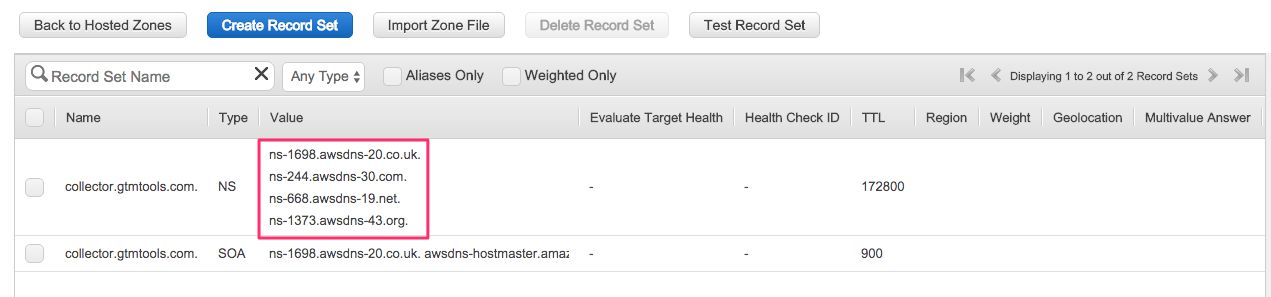 Back to Hosted Zones Create Record Set Import Zone File Delete Record Set Test Record Set
Record Set Name Any Type Aliases Only Weighted Only Displaying 1 to 2 out of 2 Record Sets
Name Type Value Evaluate Target Health Health Check ID TTL Region Weight Geolocation Multivalue Answer
ns-1698.awsdns-20.co.uk.
ns-244.awsdns-30.com.
collector.gtmtools.com. NS - - 172800
ns-668.awsdns-19.net.
ns-1373.awsdns-43.org.
collector.gtmtools.com. SOA ns-1698.awsdns-20.co.uk. awsdns-hostmaster.amaz - - 900